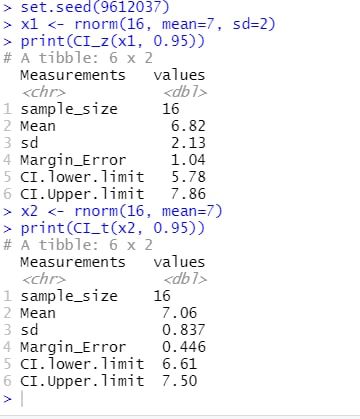 > set.seed(9612037)
> x1 <- rnorm(16, mean=7, sd=2)
> print(CI_z(x1, 0.95))
# A tibble: 6 x 2
  Measurements   values
  <chr>           <dbl>
1 sample_size     16
2 Mean             6.82
3 sd               2.13
4 Margin_Error     1.04
5 CI.lower.limit   5.78
6 CI.Upper.limit   7.86
> x2 <- rnorm(16, mean=7)
> print(CI_t(x2, 0.95))
# A tibble: 6 x 2
  Measurements   values
  <chr>           <dbl>
1 sample_size    16
2 Mean            7.06
3 sd              0.837
4 Margin_Error    0.446
5 CI.lower.limit  6.61
6 CI.Upper.limit  7.50
>